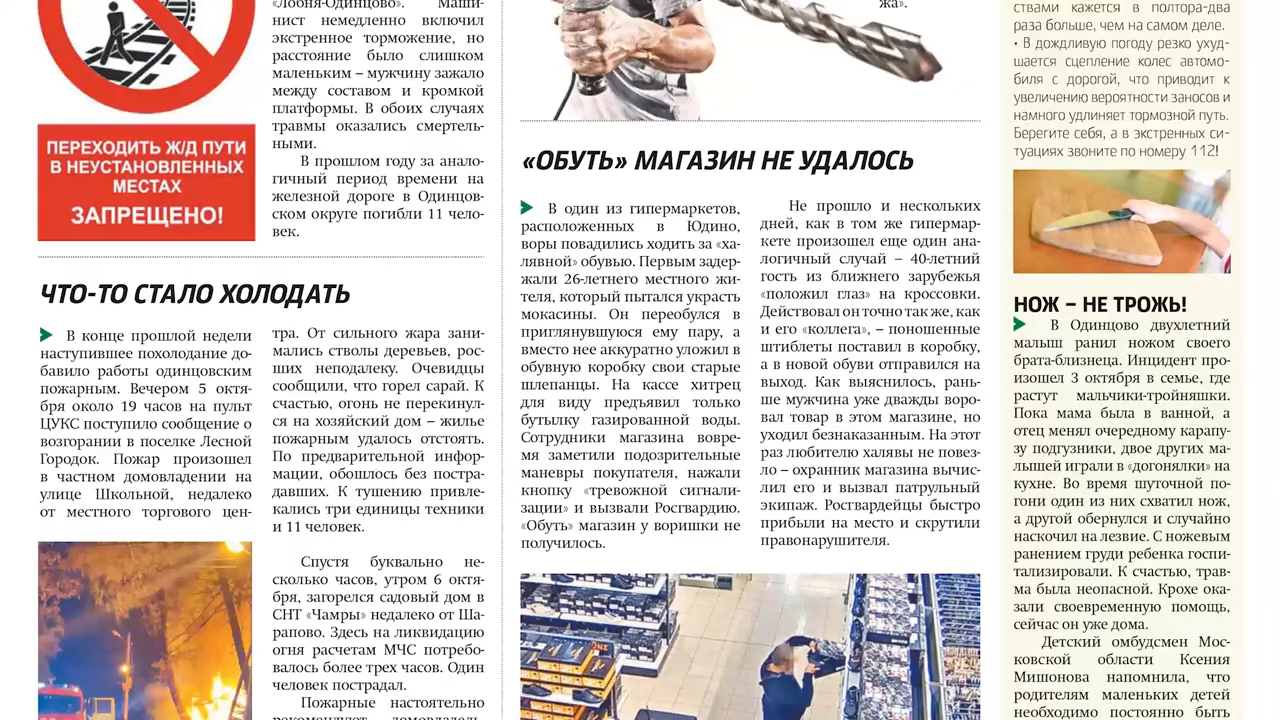 ПЕРЕХОДИТЬ Ж/Д ПУТИ
В НЕУСТАНОВЛЕННЫХ
МЕСТАХ
ЗАПРЕЩЕНО!
«Лобня-Одинцово». Маши-
нист немедленно включил
экстренное торможение, но
расстояние было слишком
маленьким – мужчину зажало
между составом и кромкой
платформы. В обоих случаях
травмы оказались смертель-
ными.
В прошлом году за анало-
гичный период времени на
железной дороге в Одинцов-
ском округе погибли 11 чело-
век.
ЧТО-ТО СТАЛО ХОЛОДАТЬ
В конце прошлой недели
наступившее похолодание до-
бавило работы одинцовским
пожарным. Вечером 5 октя-
бря около 19 часов на пульт
ЦУКС поступило сообщение о
возгорании в поселке Лесной
Городок. Пожар произошел
в частном домовладении на
улице Школьной, недалеко
от местного торгового цен-
тра. От сильного жара зани-
мались стволы деревьев, рос-
ших неподалеку. Очевидцы
сообщили, что горел сарай. К
счастью, огонь не перекинул-
ся на хозяйский дом – жилье
пожарным удалось отстоять.
По предварительной инфор-
мации, обошлось без постра-
давших. К тушению привле-
кались три единицы техники
и 11 человек.
Спустя буквально не-
сколько часов, утром 6 октя-
бря, загорелся садовый дом в
СНТ «Чамры» недалеко от Ша-
рапово. Здесь на ликвидацию
огня расчетам МЧС потребо-
валось более трех часов. Один
человек пострадал.
Пожарные настоятельно
рекомендуют домовладель-
жа».
«ОБУТЬ» МАГАЗИН НЕ УДАЛОСЬ
В один из гипермаркетов,
расположенных в Юдино,
воры повадились ходить за «ха-
лявной» обувью. Первым задер-
жали 26-летнего местного жи-
теля, который пытался украсть
мокасины. Он переобулся в
приглянувшуюся ему пару, а
вместо нее аккуратно уложил в
обувную коробку свои старые
шлепанцы. На кассе хитрец
для виду предъявил только
бутылку газированной воды.
Сотрудники магазина вовре-
мя заметили подозрительные
маневры покупателя, нажали
кнопку «тревожной сигнали-
зации» и вызвали Росгвардию.
«Обуть» магазин у воришки не
получилось.
Не прошло и нескольких
дней, как в том же гипермар-
кете произошел еще один ана-
логичный случай – 40-летний
гость из ближнего зарубежья
«положил глаз» на кроссовки.
Действовал он точно так же, как
и его «коллега», – поношенные
штиблеты поставил в коробку,
а в новой обуви отправился на
выход. Как выяснилось, рань-
ше мужчина уже дважды воро-
вал товар в этом магазине, но
уходил безнаказанным. На этот
раз любителю халявы не повез-
ло – охранник магазина вычис-
лил его и вызвал патрульный
экипаж. Росгвардейцы быстро
прибыли на место и скрутили
правонарушителя.
ствами кажется в полтора-два
раза больше, чем на самом деле.
• В дождливую погоду резко ухуд-
шается сцепление колес автомо-
биля с дорогой, что приводит к
увеличению вероятности заносов и
намного удлиняет тормозной путь.
Берегите себя, а в экстренных си-
туациях звоните по номеру 112!
НОЖ – НЕ ТРОЖЬ!
В Одинцово двухлетний
малыш ранил ножом своего
брата-близнеца. Инцидент про-
изошел 3 октября в семье, где
растут мальчики-тройняшки.
Пока мама была в ванной, а
отец менял очередному карапу-
зу подгузники, двое других ма-
лышей играли в «догонялки» на
кухне. Во время шуточной по-
гони один из них схватил нож,
а другой обернулся и случайно
наскочил на лезвие. С ножевым
ранением груди ребенка госпи-
тализировали. К счастью, трав-
ма была неопасной. Крохе ока-
зали своевременную помощь,
сейчас он уже дома.
Детский омбудсмен Мос-
ковской области Ксения
Мишонова напомнила, что
родителям маленьких детей
необходимо постоянно быть